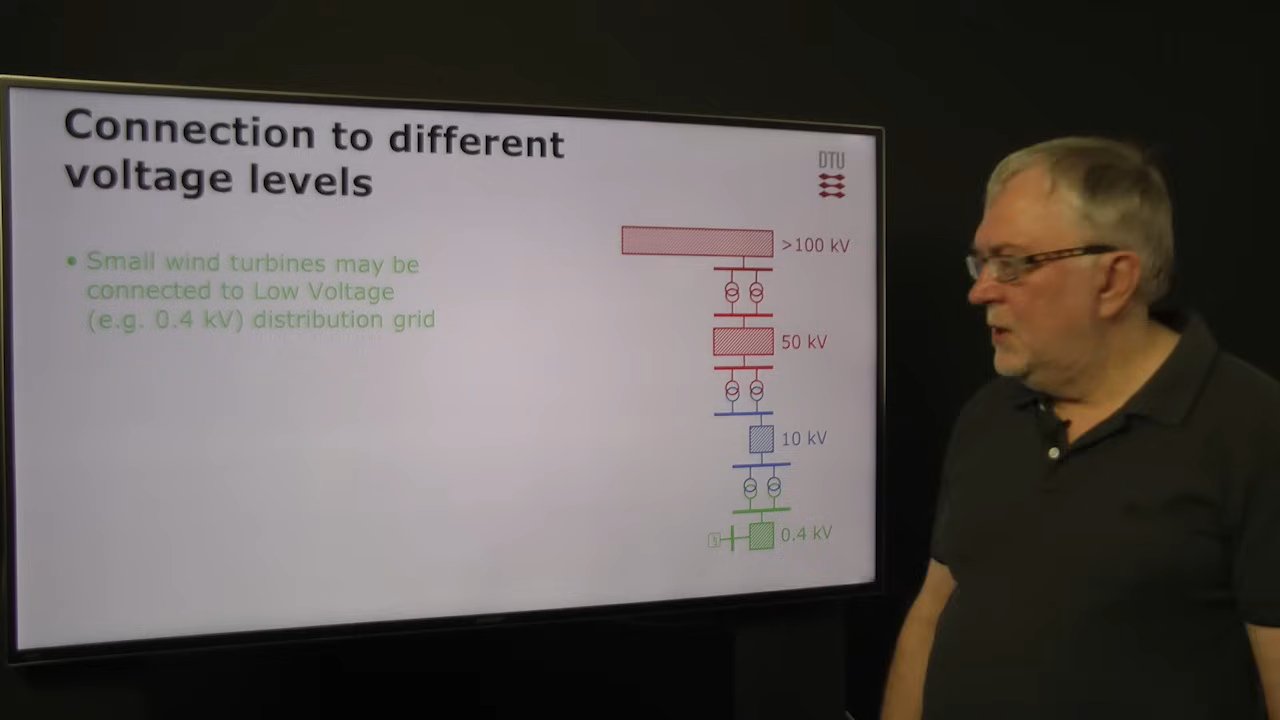 Connection to different
voltage levels
DTU
• Small wind turbines may be
connected to Low Voltage
(e.g. 0.4 kV) distribution grid
>100 kV
50 kV
10 kV
0.4 kV